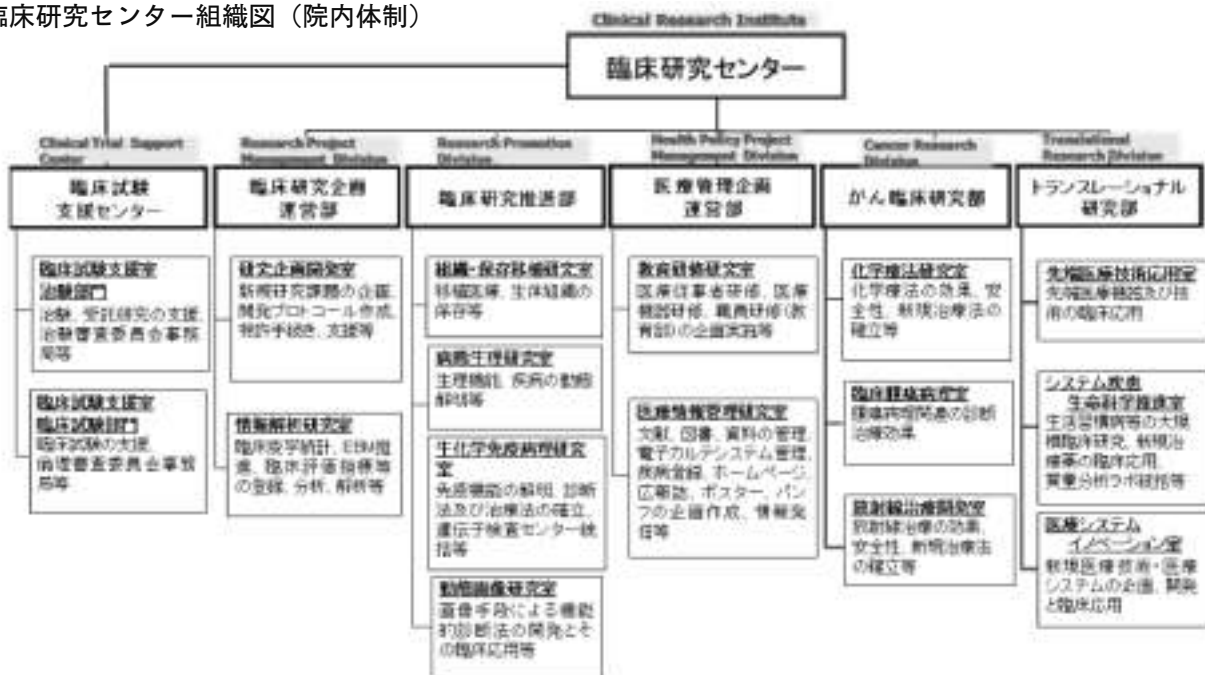 臨床研究センター組織図（院内体制）
Clinical Research Institute
臨床研究センター
Clinical Trial Support
Center
臨床試験
支援センター
臨床試験支援室
治験部門
治験、受託研究の支援、
治験審査委員会事務
局等
臨床試験支援室
臨床試験部門
臨床試験の支援、
倫理審査委員会事務
局等
Research Project
Management Division
臨床研究企画
運営部
研究企画開発室
新規研究課題の企画、
開発プロトコール作成、
特許手続き、支援等
情報解析研究室
臨床疫学統計、EBM推
進、臨床評価指標等
の登録、分析、解析等
Research Promotion
Division
臨床研究推進部
組織・保存移植研究室
移植医療、生体組織の
保存等
病態生理研究室
生理機能、疾病の動態
解明等
生化学免疫病理研究
室
免疫機能の解明、診断
法及び治療法の確立、
遺伝子検査センター統
括等
動態画像研究室
画像手段による機能
的診断法の開発とそ
の臨床応用等
Health Policy Project
Management Division
医療管理企画
運営部
教育研修研究室
医療従事者研修、医療
機器研修、職員研修(教
育部)の企画実施等
医療情報管理研究室
文献、図書、資料の管理、
電子カルテシステム管理、
疾病登録、ホームページ、
広報誌、ポスター、パン
フの企画作成、情報発
信等
Cancer Research
Division
がん臨床研究部
化学療法研究室
化学療法の効果、安
全性、新規治療法の
確立等
臨床腫瘍病理室
腫瘍病理関連の診断
治療効果
放射線治療開発室
放射線治療の効果、
安全性、新規治療法
の確立等
Translational
Research Division
トランスレーショナル
研究部
先端医療技術応用室
先端医療機器及び技
術の臨床応用
システム疾患
生命科学推進室
生活習慣病等の大規
模臨床研究、新規治
療薬の臨床応用、
質量分析ラボ統括等
医療システム
イノベーション室
新規医療技術・医療
システムの企画、開発
と臨床応用